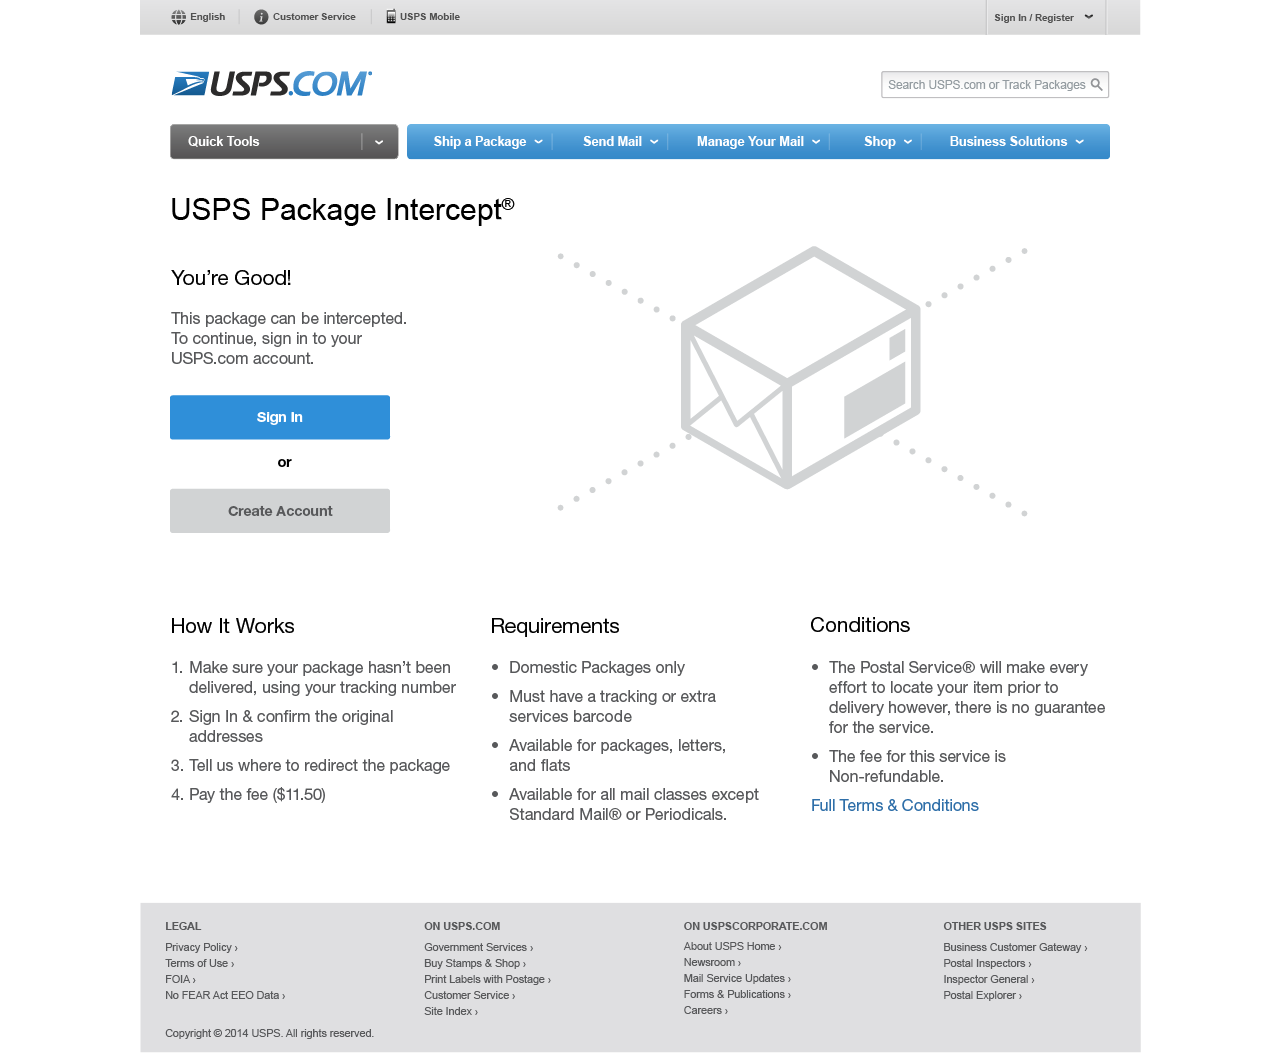 English
Customer Service
USPS Mobile
Sign In / Register
USPS.COM
Search USPS.com or Track Packages
Quick Tools
Ship a Package
Send Mail
Manage Your Mail
Shop
Business Solutions
USPS Package Intercept®
You're Good!
This package can be intercepted.
To continue, sign in to your
USPS.com account.
Sign In
or
Create Account
How It Works
1. Make sure your package hasn't been
delivered, using your tracking number
2. Sign In & confirm the original
addresses
3. Tell us where to redirect the package
4. Pay the fee ($11.50)
Requirements
• Domestic Packages only
• Must have a tracking or extra
services barcode
• Available for packages, letters,
and flats
• Available for all mail classes except
Standard Mail® or Periodicals.
Conditions
• The Postal Service® will make every
effort to locate your item prior to
delivery however, there is no guarantee
for the service.
• The fee for this service is
Non-refundable.
Full Terms & Conditions
LEGAL
Privacy Policy ›
Terms of Use ›
FOIA ›
No FEAR Act EEO Data ›
ON USPS.COM
Government Services ›
Buy Stamps & Shop ›
Print Labels with Postage ›
Customer Service ›
Site Index ›
ON USPSCORPORATE.COM
About USPS Home ›
Newsroom ›
Mail Service Updates ›
Forms & Publications ›
Careers ›
OTHER USPS SITES
Business Customer Gateway ›
Postal Inspectors ›
Inspector General ›
Postal Explorer ›
Copyright © 2014 USPS. All rights reserved.